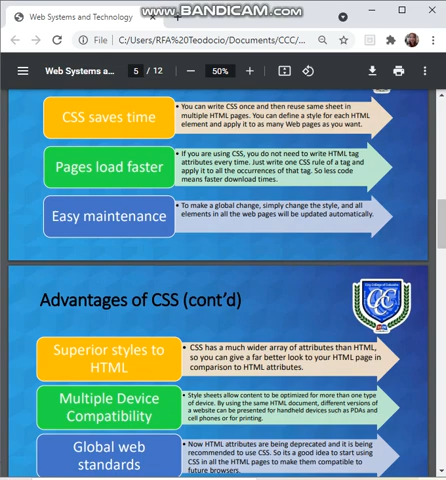 Web Systems and Technology
WWW.BANDICAM.COM
File
C:/Users/RFA%20Teodocio/Documents/CCC/
Web Systems a...
5 / 12
50%
CSS saves time
• You can write CSS once and then reuse same sheet in
multiple HTML pages. You can define a style for each HTML
element and apply it to as many Web pages as you want.
Pages load faster
• If you are using CSS, you do not need to write HTML tag
attributes every time. Just write one CSS rule of a tag and
apply it to all the occurrences of that tag. So less code
means faster download times.
Easy maintenance
• To make a global change, simply change the style, and all
elements in all the web pages will be updated automatically.
Advantages of CSS (cont'd)
CCC
Superior styles to
HTML
• CSS has a much wider array of attributes than HTML,
so you can give a far better look to your HTML page in
comparison to HTML attributes.
Multiple Device
Compatibility
• Style sheets allow content to be optimized for more than one type
of device. By using the same HTML document, different versions of
a website can be presented for handheld devices such as PDAs and
cell phones or for printing.
Global web
standards
• Now HTML attributes are being deprecated and it is being
recommended to use CSS. So its a good idea to start using
CSS in all the HTML pages to make them compatible to
future browsers.